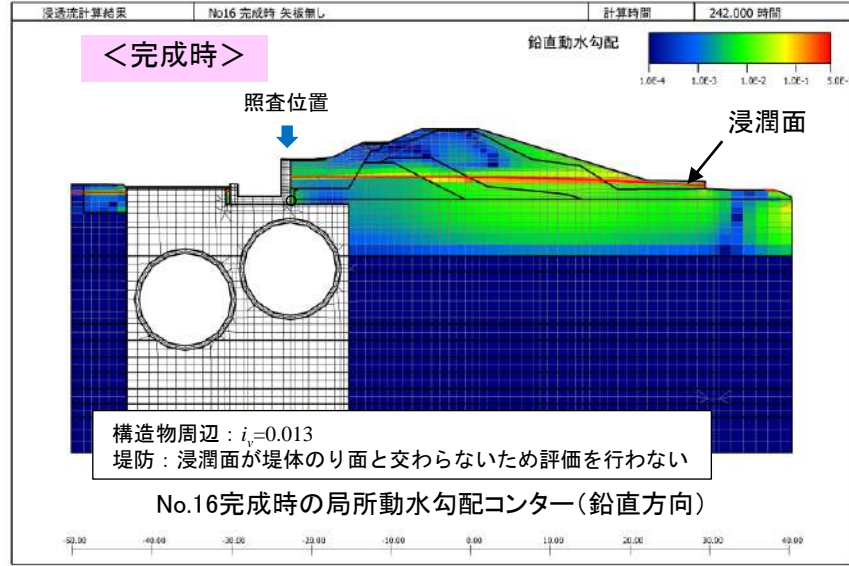 浸透流計算結果 No16 完成時 矢板無し 計算時間 242.000 時間
＜完成時＞
鉛直動水勾配
1.0E-4 1.0E-3 1.0E-2 1.0E-1 5.0E-
照査位置
浸潤面
構造物周辺：iv=0.013
堤防：浸潤面が堤体のり面と交わらないため評価を行わない
No.16完成時の局所動水勾配コンター（鉛直方向）
-50.00 -40.00 -30.00 -20.00 -10.00 0.00 10.00 20.00 30.00 40.00